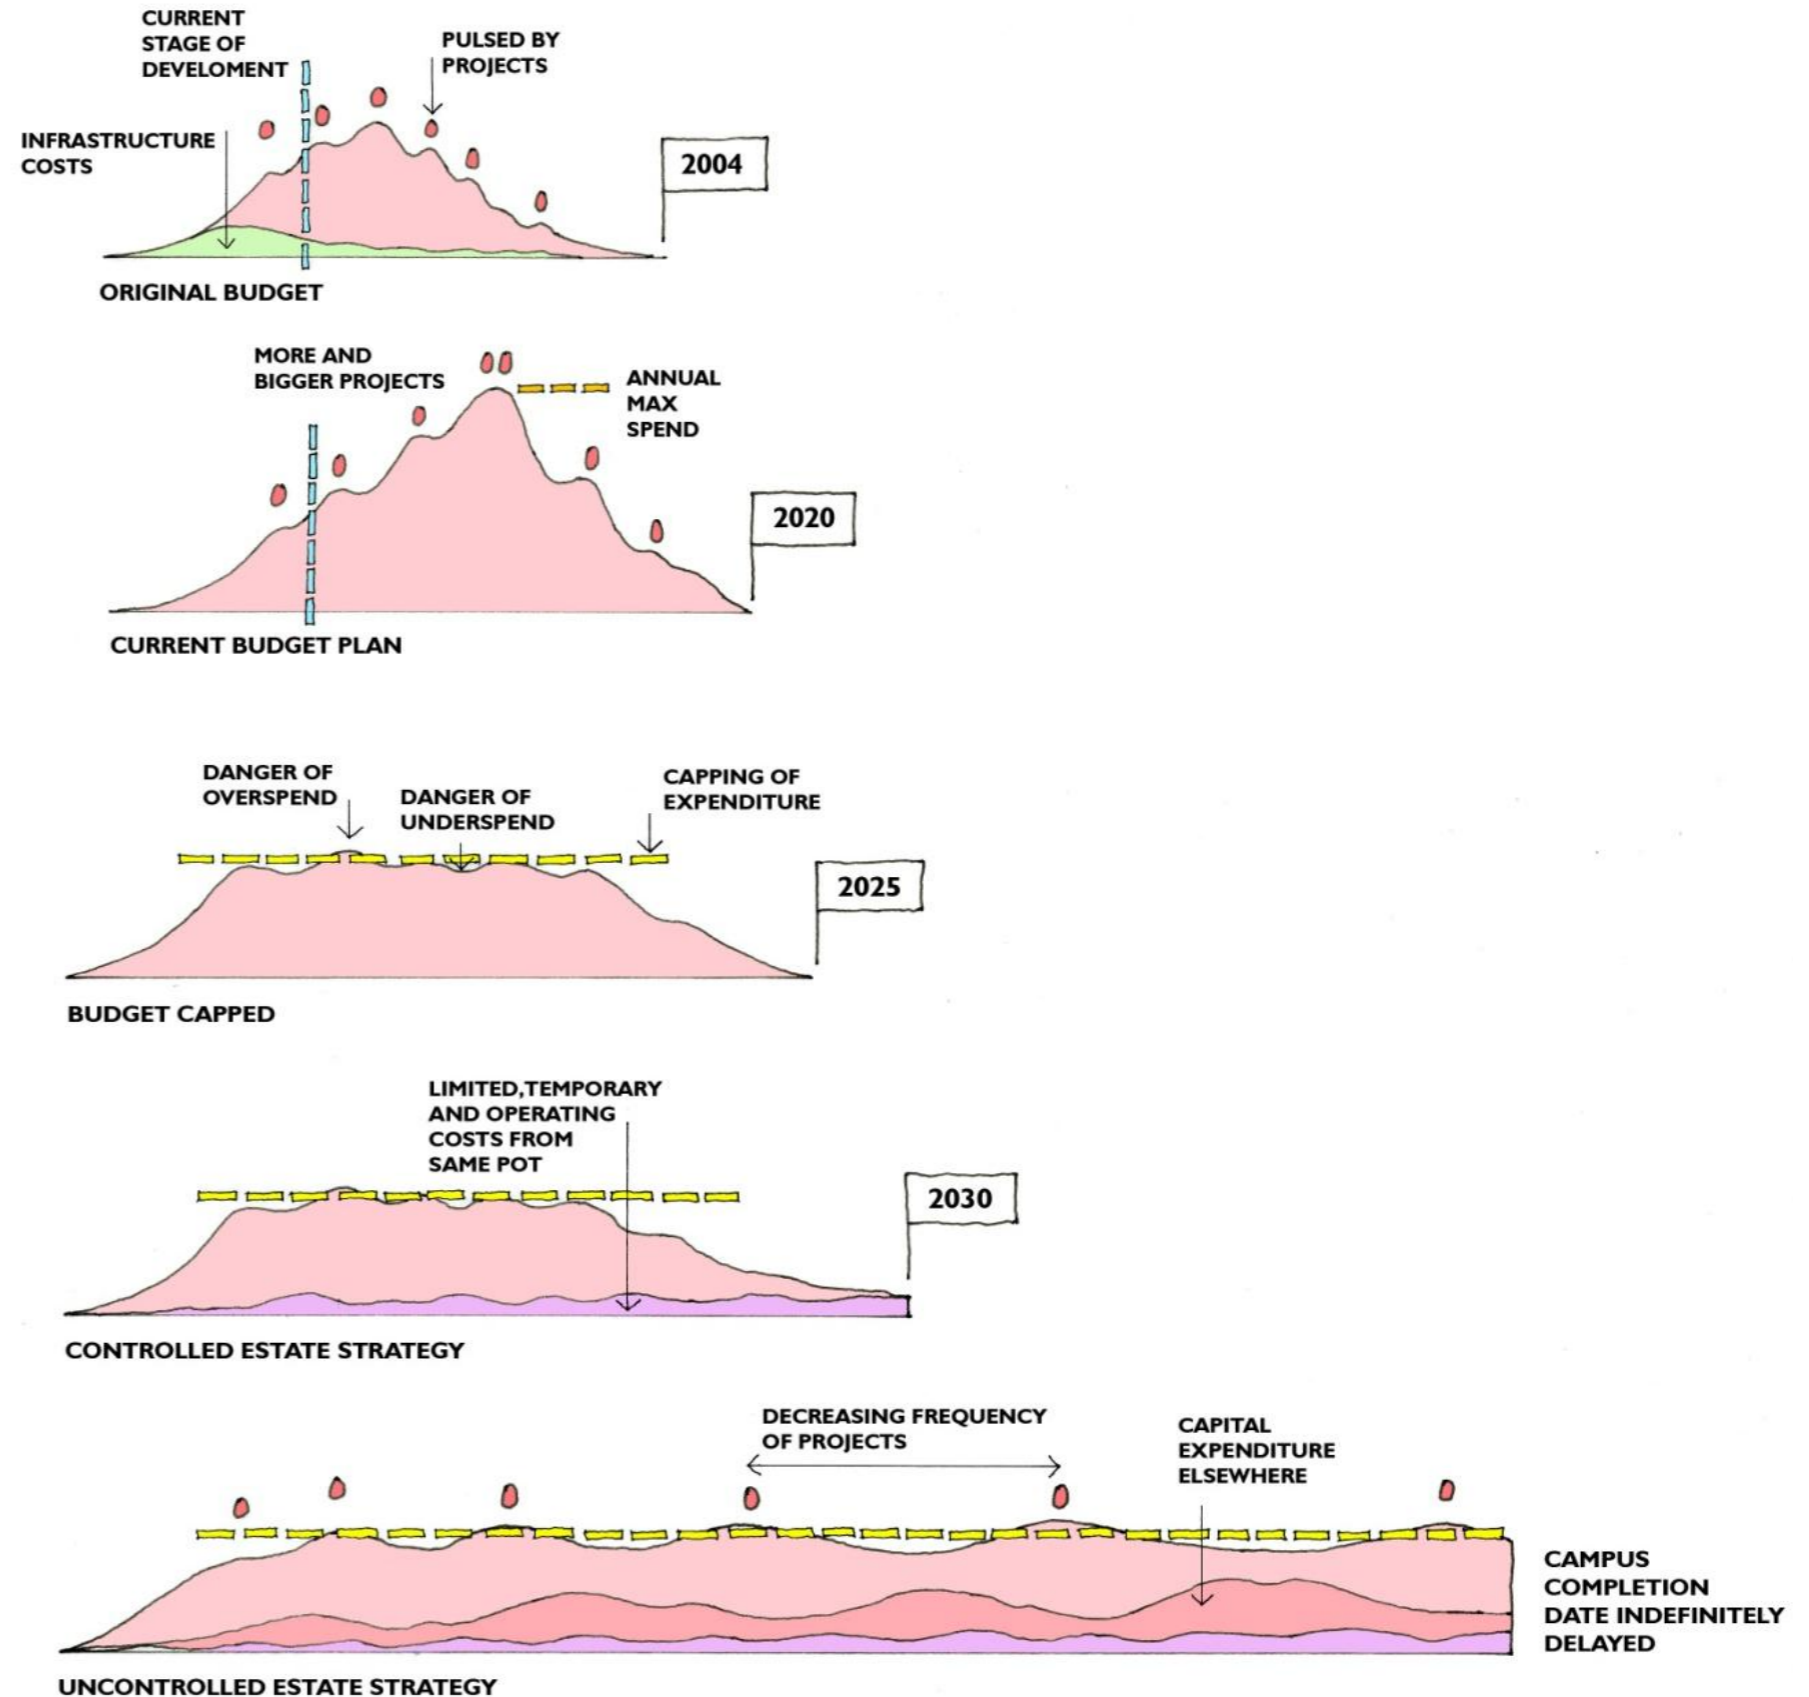 CURRENT
STAGE OF
DEVELOMENT
PULSED BY
PROJECTS
INFRASTRUCTURE
COSTS
2004
ORIGINAL BUDGET
MORE AND
BIGGER PROJECTS
ANNUAL
MAX
SPEND
2020
CURRENT BUDGET PLAN
DANGER OF
OVERSPEND
DANGER OF
UNDERSPEND
CAPPING OF
EXPENDITURE
2025
BUDGET CAPPED
LIMITED,TEMPORARY
AND OPERATING
COSTS FROM
SAME POT
2030
CONTROLLED ESTATE STRATEGY
DECREASING FREQUENCY
OF PROJECTS
CAPITAL
EXPENDITURE
ELSEWHERE
CAMPUS
COMPLETION
DATE INDEFINITELY
DELAYED
UNCONTROLLED ESTATE STRATEGY